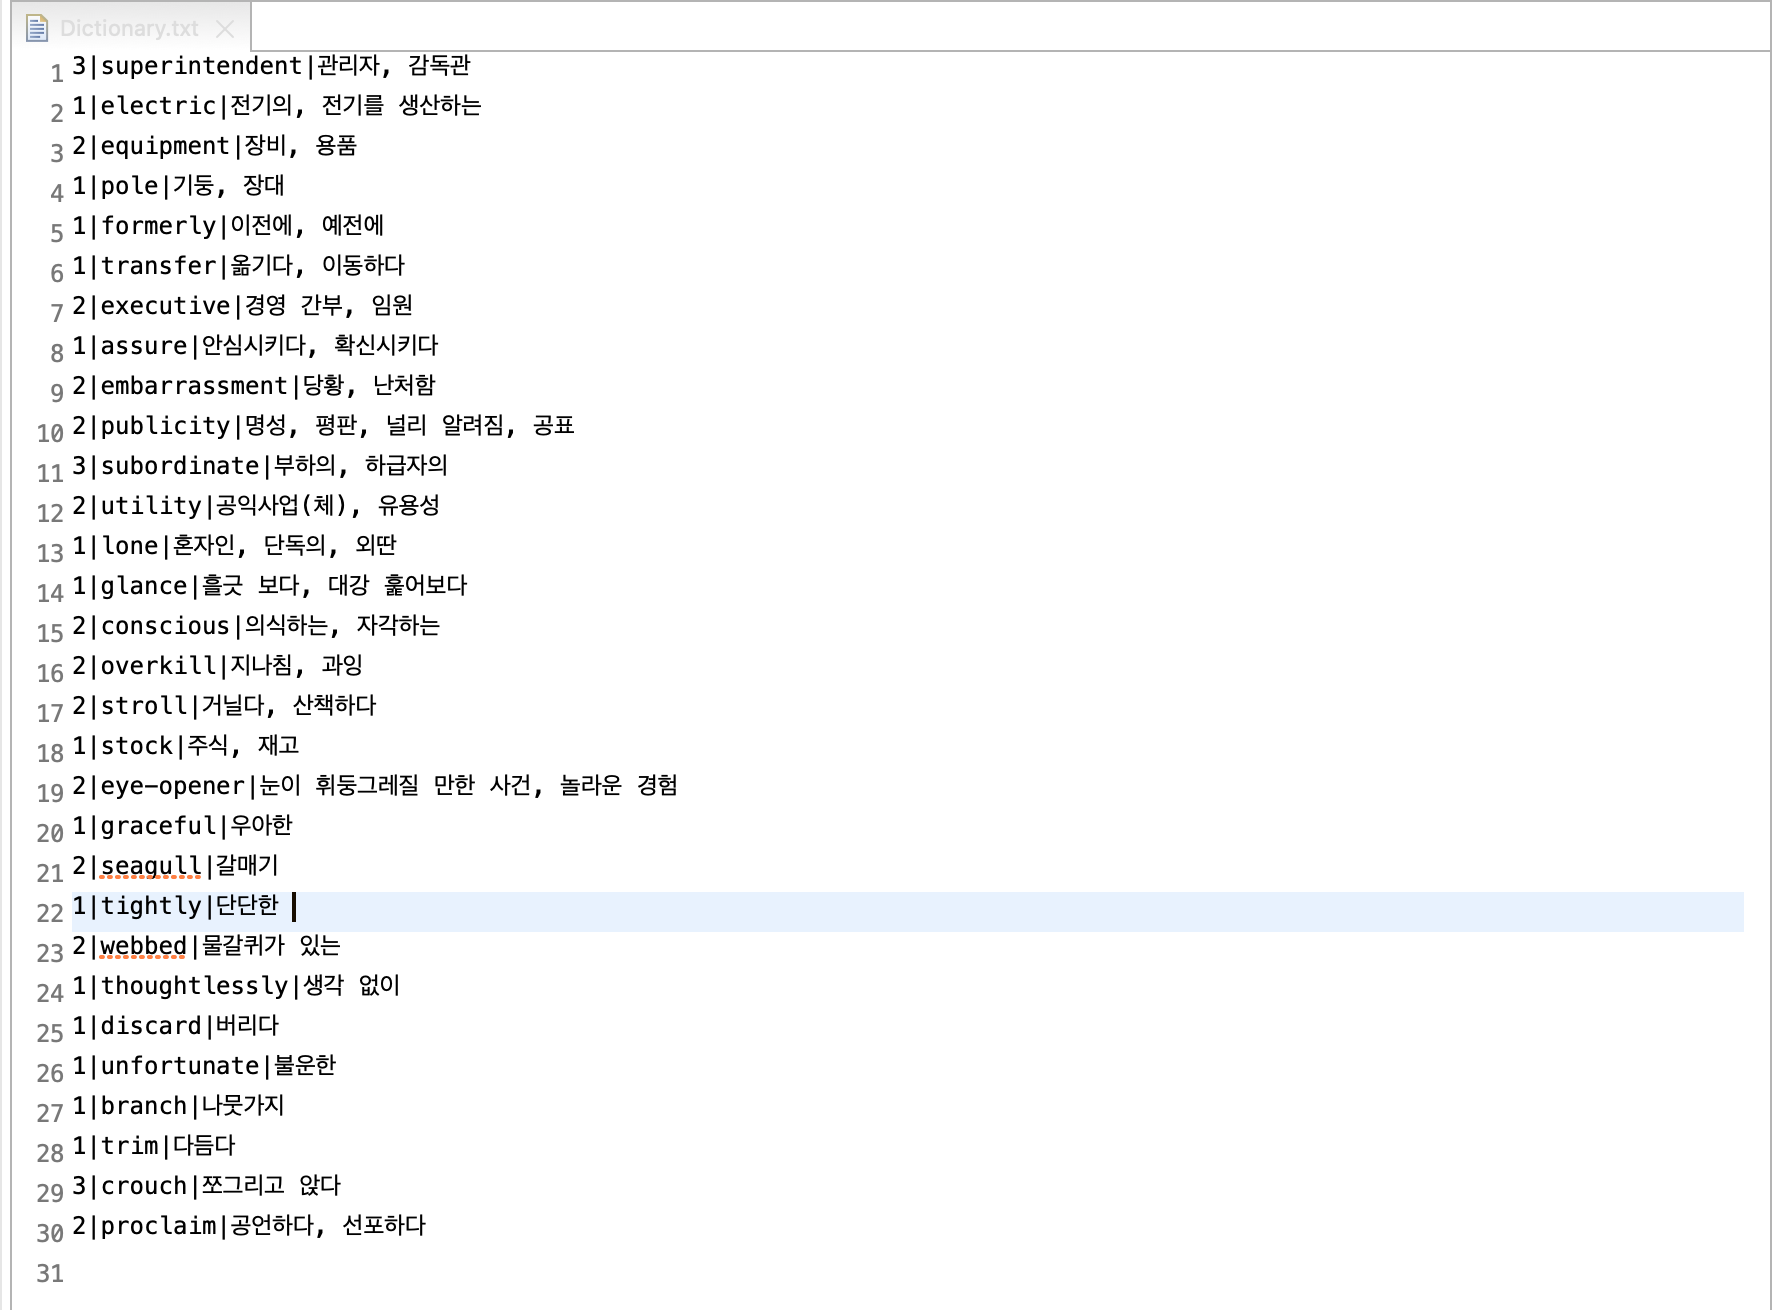 Dictionary.txt
1 3|superintendent|관리자, 감독관
2 1|electric|전기의, 전기를 생산하는
3 2|equipment|장비, 용품
4 1|pole|기둥, 장대
5 1|formerly|이전에, 예전에
6 1|transfer|옮기다, 이동하다
7 2|executive|경영 간부, 임원
8 1|assure|안심시키다, 확신시키다
9 2|embarrassment|당황, 난처함
10 2|publicity|명성, 평판, 널리 알려짐, 공표
11 3|subordinate|부하의, 하급자의
12 2|utility|공익사업(체), 유용성
13 1|lone|혼자인, 단독의, 외딴
14 1|glance|흘긋 보다, 대강 훑어보다
15 2|conscious|의식하는, 자각하는
16 2|overkill|지나침, 과잉
17 2|stroll|거닐다, 산책하다
18 1|stock|주식, 재고
19 2|eye-opener|눈이 휘둥그레질 만한 사건, 놀라운 경험
20 1|graceful|우아한
21 2|seagull|갈매기
22 1|tightly|단단한
23 2|webbed|물갈퀴가 있는
24 1|thoughtlessly|생각 없이
25 1|discard|버리다
26 1|unfortunate|불운한
27 1|branch|나뭇가지
28 1|trim|다듬다
29 3|crouch|쪼그리고 앉다
30 2|proclaim|공언하다, 선포하다
31